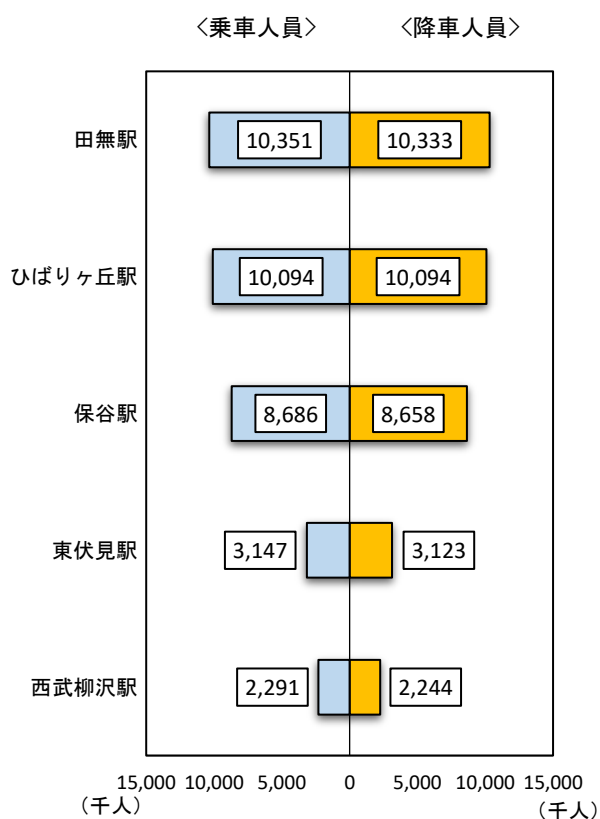 ＜乗車人員＞ ＜降車人員＞
田無駅 10,351 10,333
ひばりヶ丘駅 10,094 10,094
保谷駅 8,686 8,658
東伏見駅 3,147 3,123
西武柳沢駅 2,291 2,244
15,000 10,000 5,000 0 5,000 10,000 15,000
（千人） （千人）